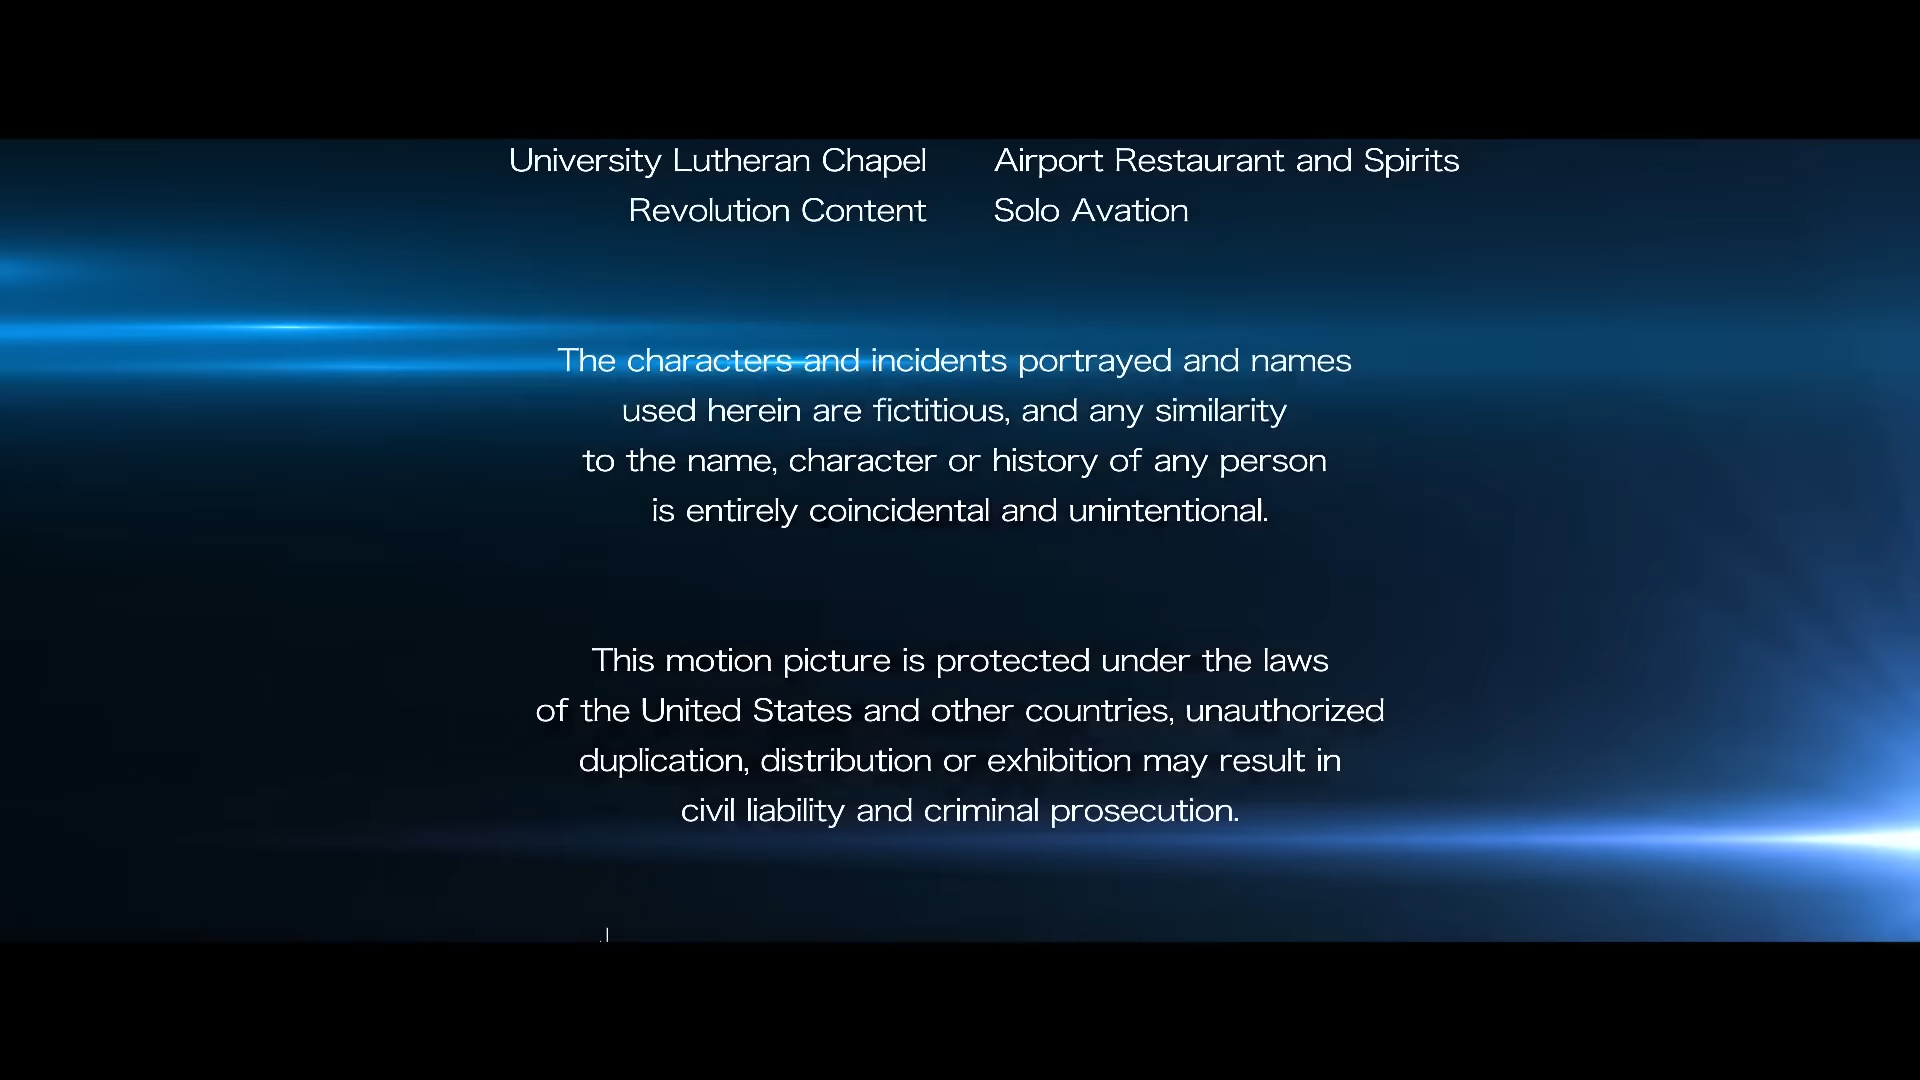 University Lutheran Chapel Airport Restaurant and Spirits
Revolution Content Solo Avation
The characters and incidents portrayed and names
used herein are fictitious, and any similarity
to the name, character or history of any person
is entirely coincidental and unintentional.
This motion picture is protected under the laws
of the United States and other countries, unauthorized
duplication, distribution or exhibition may result in
civil liability and criminal prosecution.